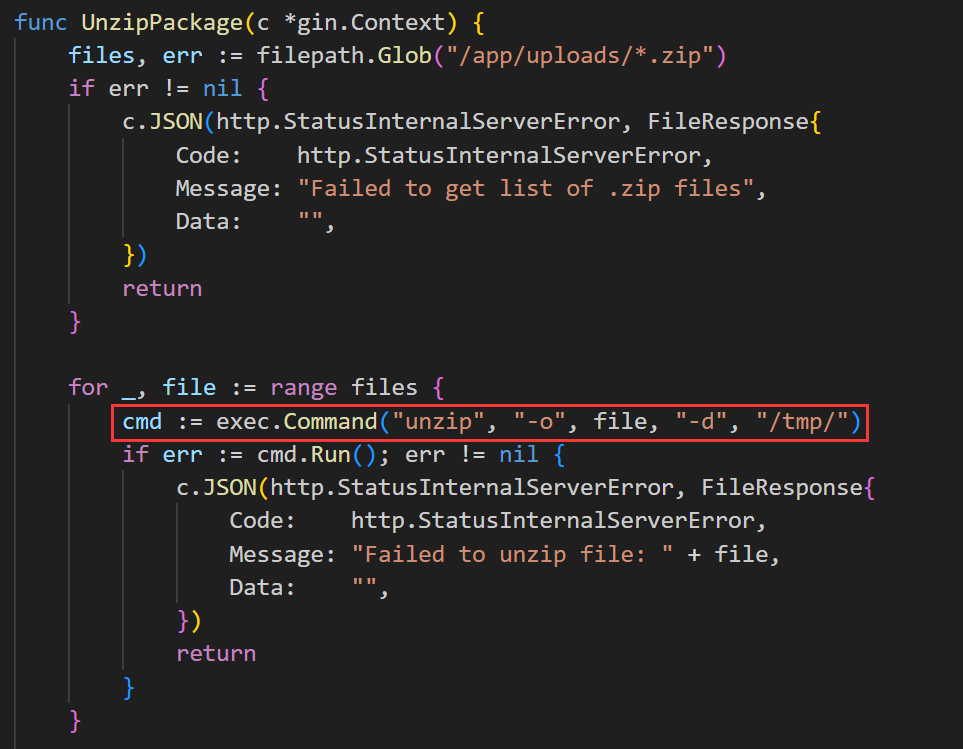 func UnzipPackage(c *gin.Context) {
    files, err := filepath.Glob("/app/uploads/*.zip")
    if err != nil {
        c.JSON(http.StatusInternalServerError, FileResponse{
            Code:    http.StatusInternalServerError,
            Message: "Failed to get list of .zip files",
            Data:    "",
        })
        return
    }

    for _, file := range files {
        cmd := exec.Command("unzip", "-o", file, "-d", "/tmp/")
        if err := cmd.Run(); err != nil {
            c.JSON(http.StatusInternalServerError, FileResponse{
                Code:    http.StatusInternalServerError,
                Message: "Failed to unzip file: " + file,
                Data:    "",
            })
            return
        }
    }